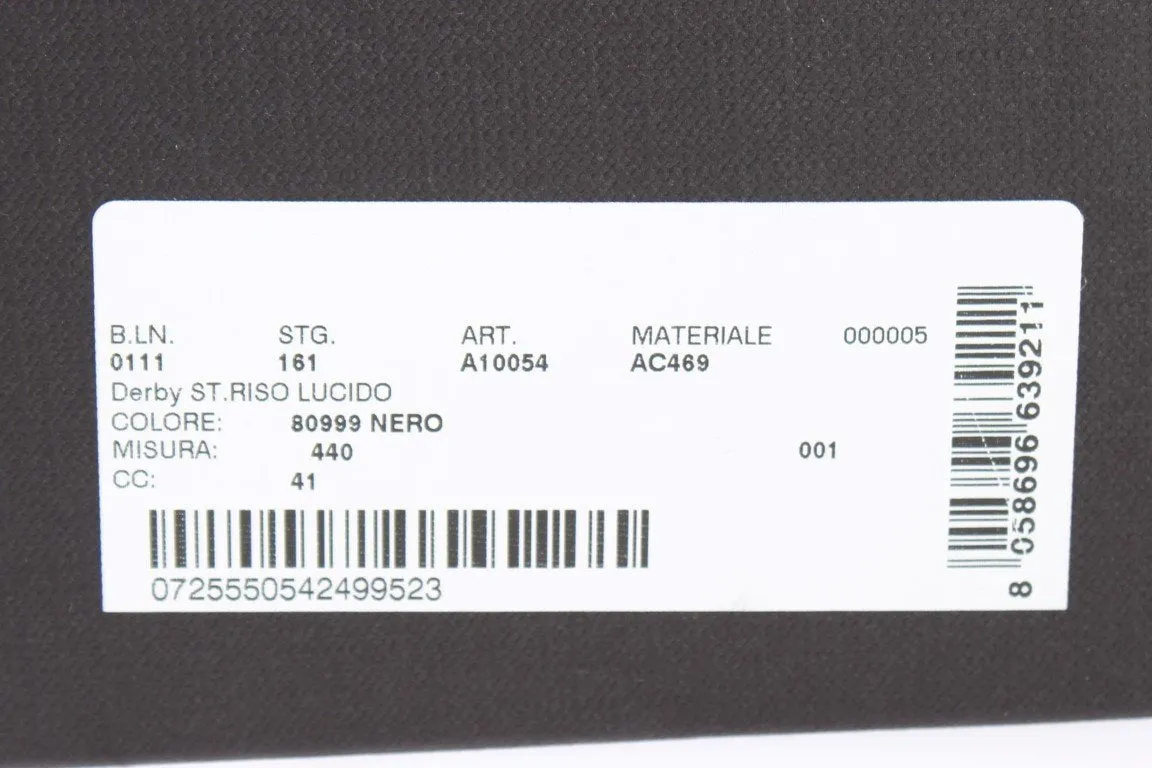 B.LN. STG. ART. MATERIALE 000005
0111 161 A10054 AC469
Derby ST.RISO LUCIDO
COLORE: 80999 NERO
MISURA: 440 001
CC: 41
0725550542499523
8 058696 639211